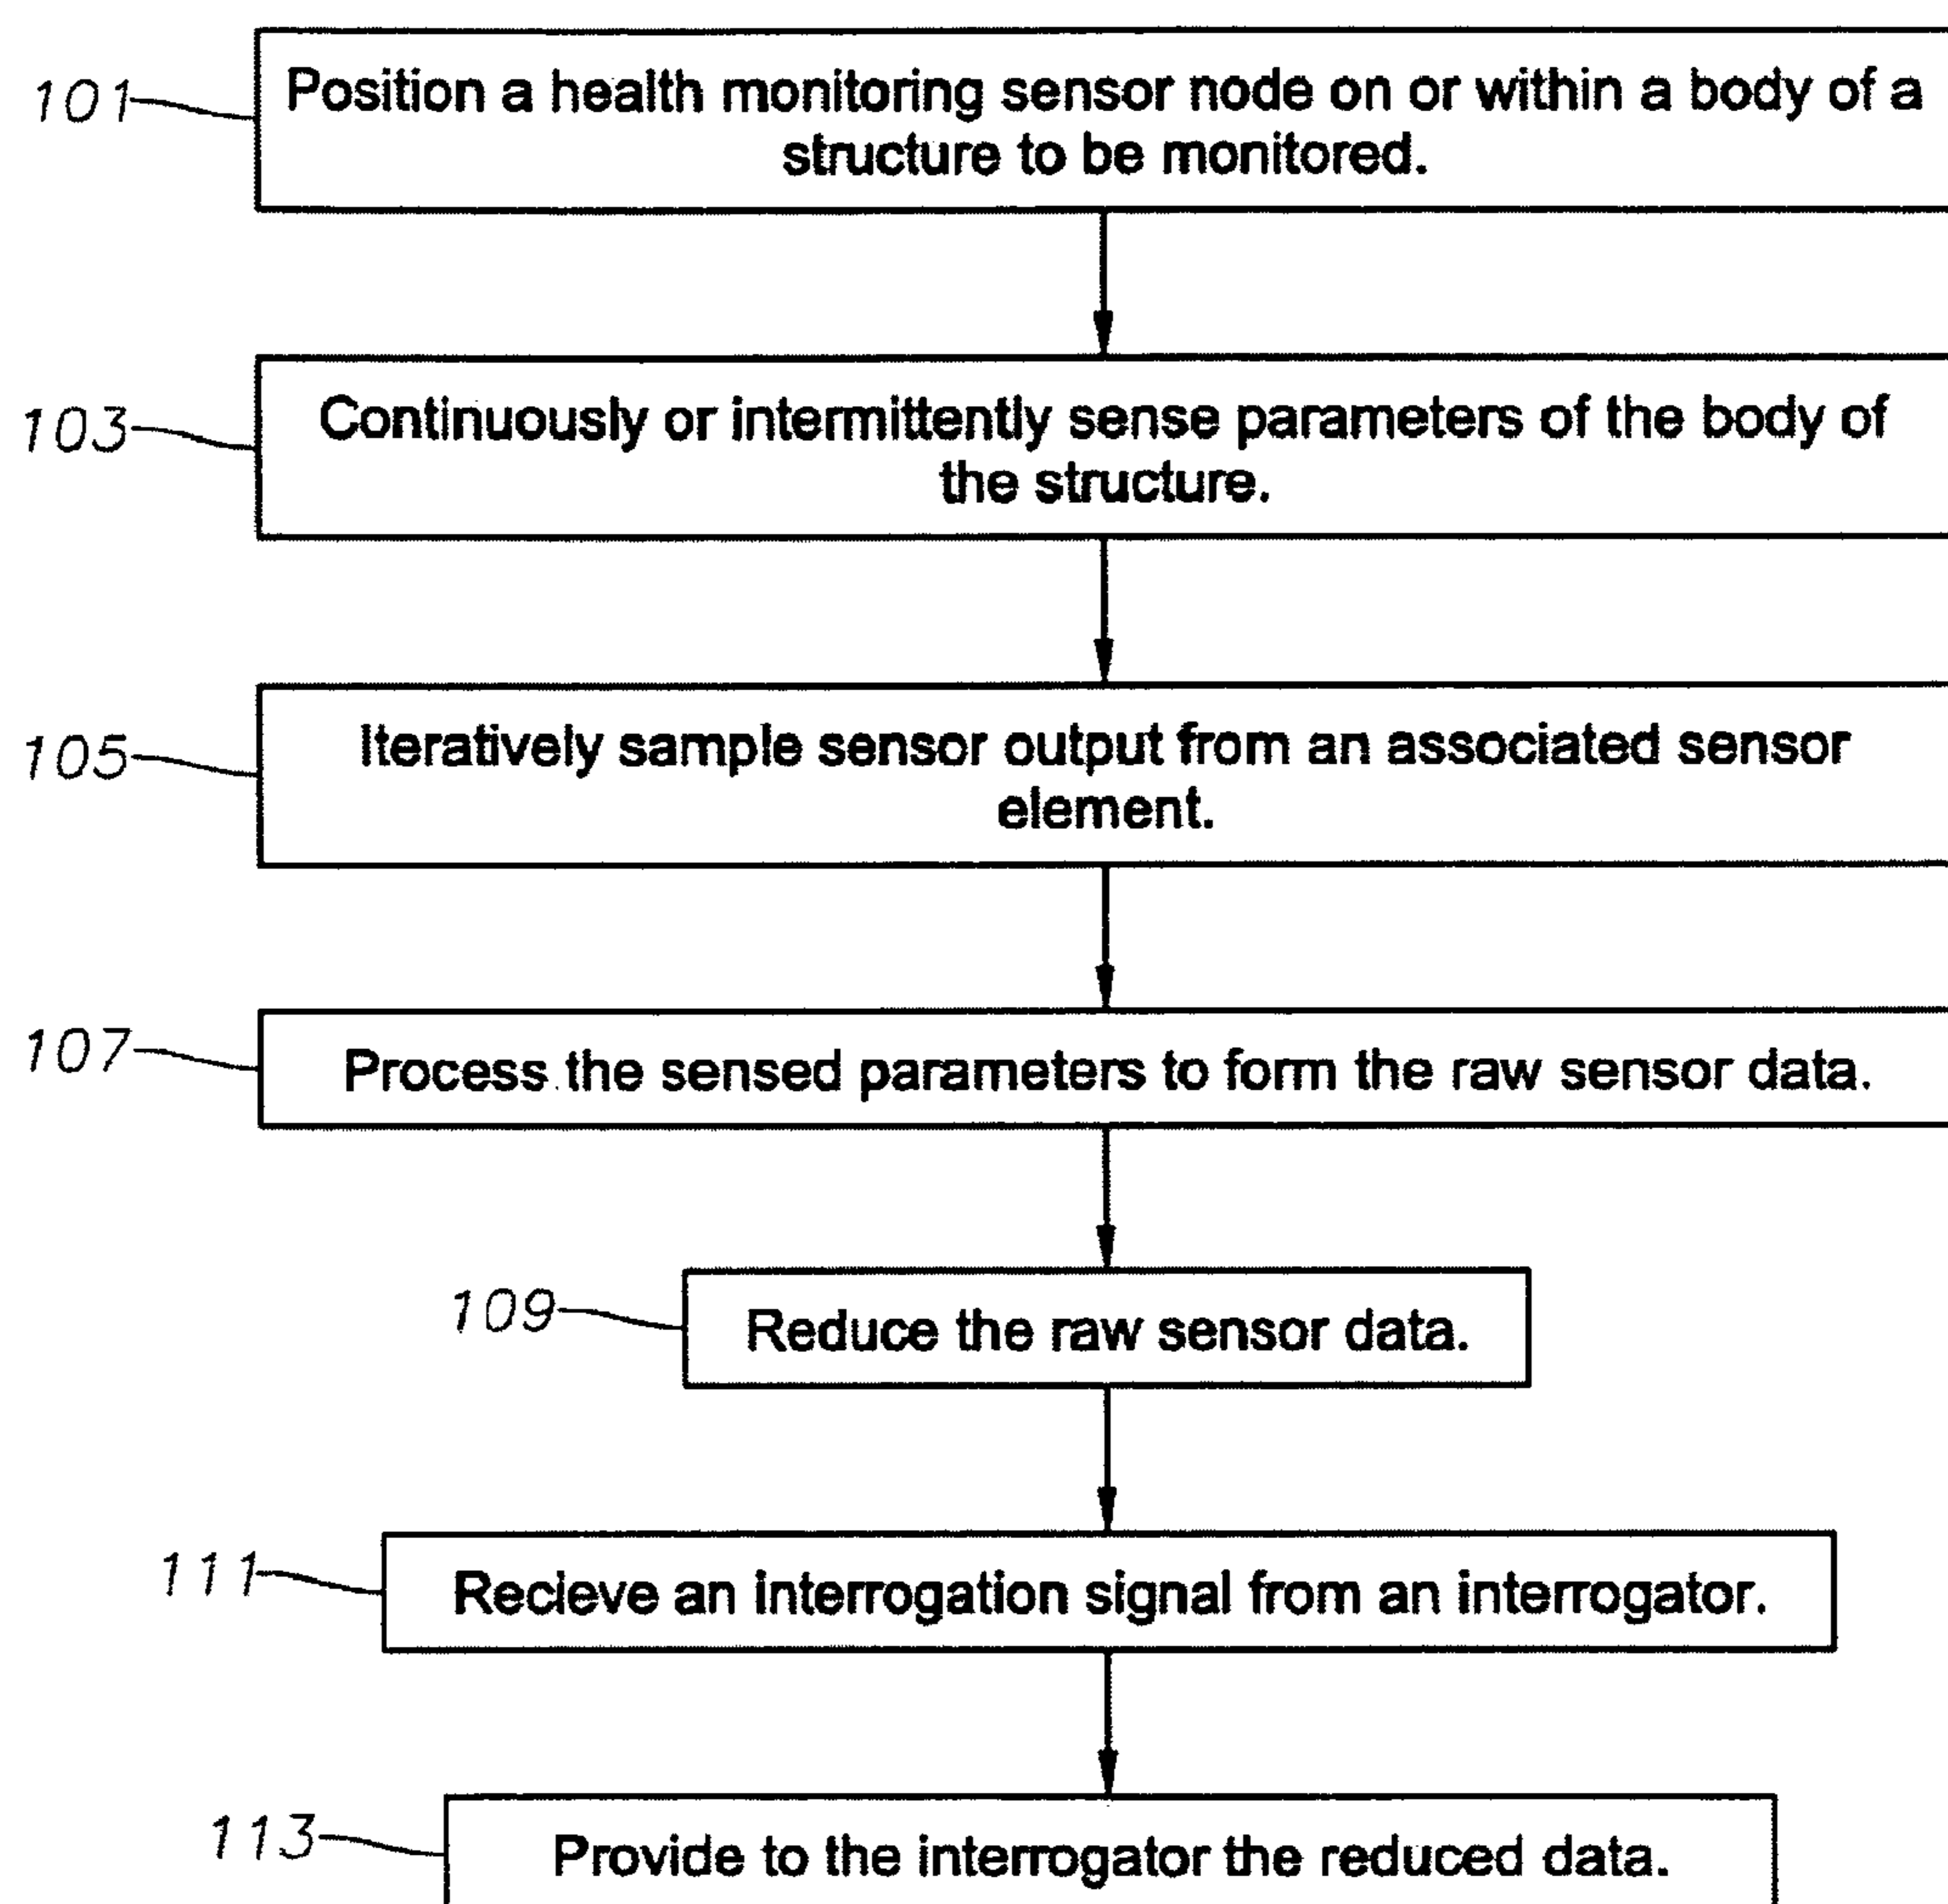 101
Position a health monitoring sensor node on or within a body of a
structure to be monitored.
103
Continuously or intermittently sense parameters of the body of
the structure.
105
Iteratively sample sensor output from an associated sensor
element.
107
Process the sensed parameters to form the raw sensor data.
109
Reduce the raw sensor data.
111
Recieve an interrogation signal from an interrogator.
113
Provide to the interrogator the reduced data.